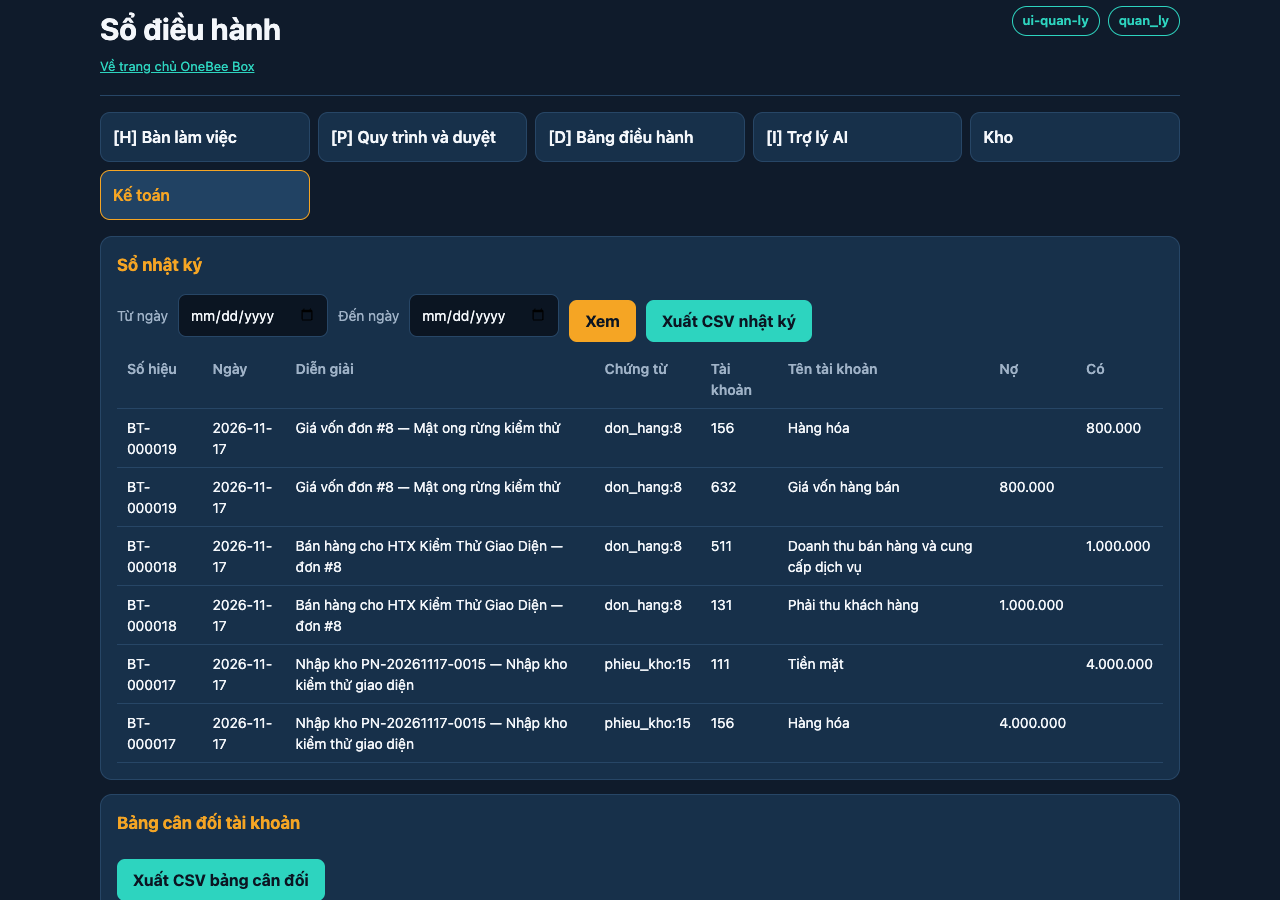 Sổ điều hành
ui-quan-ly quan_ly
Về trang chủ OneBee Box
[H] Bàn làm việc
[P] Quy trình và duyệt
[D] Bảng điều hành
[I] Trợ lý AI
Kho
Kế toán
Sổ nhật ký
Từ ngày mm/dd/yyyy Đến ngày mm/dd/yyyy Xem Xuất CSV nhật ký
Số hiệu Ngày Diễn giải Chứng từ Tài Tên tài khoản Nợ Có
khoản
BT- 2026-11- Giá vốn đơn #8 — Mật ong rừng kiểm thử don_hang:8 156 Hàng hóa 800.000
000019 17
BT- 2026-11- Giá vốn đơn #8 — Mật ong rừng kiểm thử don_hang:8 632 Giá vốn hàng bán 800.000
000019 17
BT- 2026-11- Bán hàng cho HTX Kiểm Thử Giao Diện — don_hang:8 511 Doanh thu bán hàng và cung 1.000.000
000018 17 đơn #8 cấp dịch vụ
BT- 2026-11- Bán hàng cho HTX Kiểm Thử Giao Diện — don_hang:8 131 Phải thu khách hàng 1.000.000
000018 17 đơn #8
BT- 2026-11- Nhập kho PN-20261117-0015 — Nhập kho phieu_kho:15 111 Tiền mặt 4.000.000
000017 17 kiểm thử giao diện
BT- 2026-11- Nhập kho PN-20261117-0015 — Nhập kho phieu_kho:15 156 Hàng hóa 4.000.000
000017 17 kiểm thử giao diện
Bảng cân đối tài khoản
Xuất CSV bảng cân đối